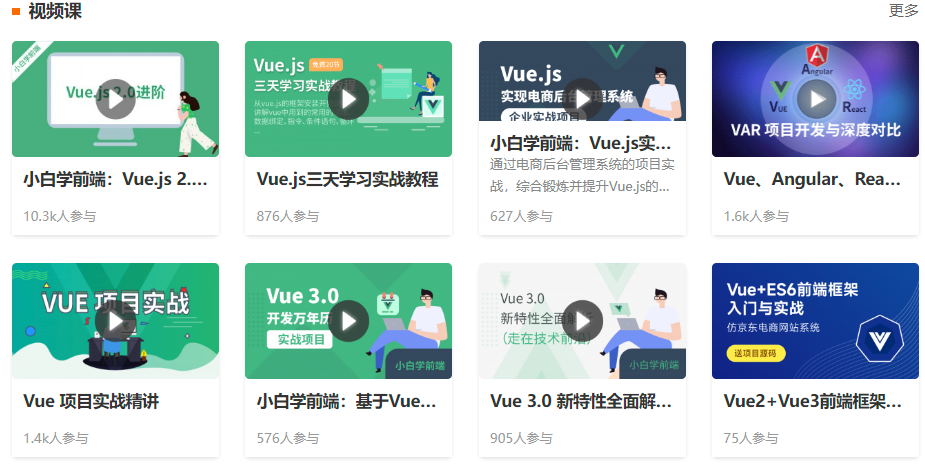 视频课
更多
小白学前端
Vue.js 2.0进阶
小白学前端：Vue.js 2....
10.3k人参与
Vue.js 免费20节
三天学习实战教程
从vue.js的框架安装开
讲解vue中用到的常用的
数据绑定、指令、条件语句、循环
...
Vue.js三天学习实战教程
876人参与
Vue.js
实现电商后台管理系统
企业实战项目
小白学前端：Vue.js实...
通过电商后台管理系统的项目实
战，综合锻炼并提升Vue.js的...
627人参与
Angular
VUE
React
VAR 项目开发与深度对比
Vue、Angular、Rea...
1.6k人参与
VUE 项目实战
Vue 项目实战精讲
1.4k人参与
Vue 3.0
开发万年历
实战项目
小白学前端
小白学前端：基于Vue...
576人参与
Vue 3.0
新特性全面解析
（走在技术前沿）
小白学前端
Vue 3.0 新特性全面解...
905人参与
Vue+ES6前端框架
入门与实战
仿京东电商网站系统
送项目源码
Vue2+Vue3前端框架...
75人参与